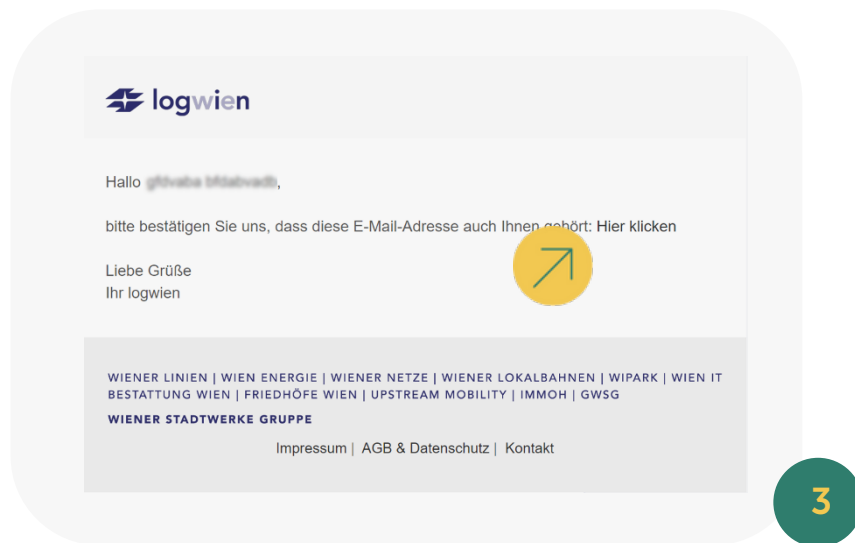 logwien
Hallo ,
bitte bestätigen Sie uns, dass diese E-Mail-Adresse auch Ihnen gehört: Hier klicken
Liebe Grüße
Ihr logwien
WIENER LINIEN | WIEN ENERGIE | WIENER NETZE | WIENER LOKALBAHNEN | WIPARK | WIEN IT
BESTATTUNG WIEN | FRIEDHÖFE WIEN | UPSTREAM MOBILITY | IMMOH | GWSG
WIENER STADTWERKE GRUPPE
Impressum | AGB & Datenschutz | Kontakt
3